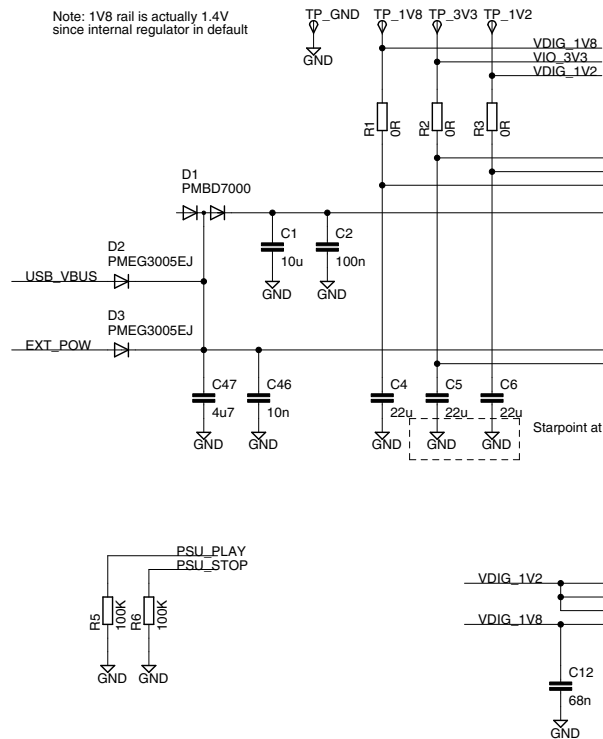 Note: 1V8 rail is actually 1.4V
since internal regulator in default
TP_GND
TP_1V8
TP_3V3
TP_1V2
GND
VDIG_1V8
VIO_3V3
VDIG_1V2
R1
0R
R2
0R
R3
0R
D1
PMBD7000
C1
10u
GND
C2
100n
GND
D2
PMEG3005EJ
USB_VBUS
D3
PMEG3005EJ
EXT_POW
C47
4u7
GND
C46
10n
GND
C4
22u
GND
C5
22u
GND
C6
22u
GND
Starpoint at
PSU_PLAY
PSU_STOP
R5
100K
GND
R6
100K
GND
VDIG_1V2
VDIG_1V8
C12
68n
GND